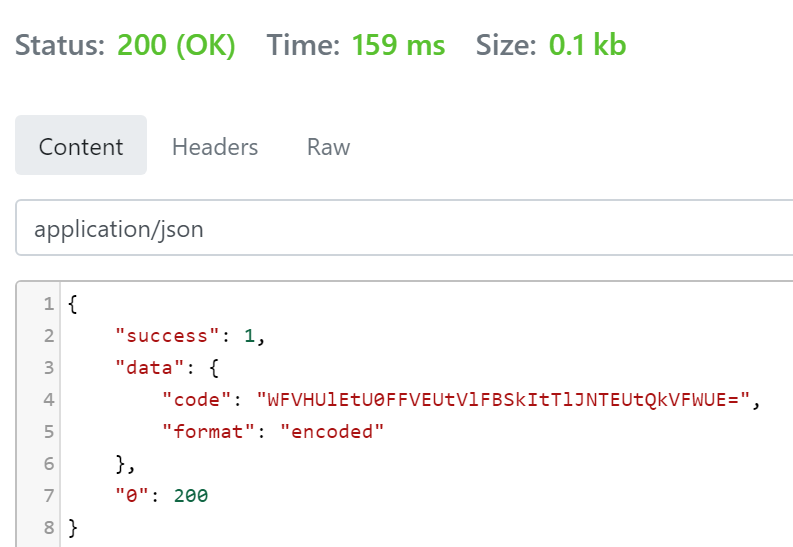 Status: 200 (OK) Time: 159 ms Size: 0.1 kb
Content Headers Raw
application/json
1 {
2 "success": 1,
3 "data": {
4 "code": "WFVHUlEtU0FFVEUtVlFBSkItTlJNTEUtQkVFWUE=",
5 "format": "encoded"
6 },
7 "0": 200
8 }